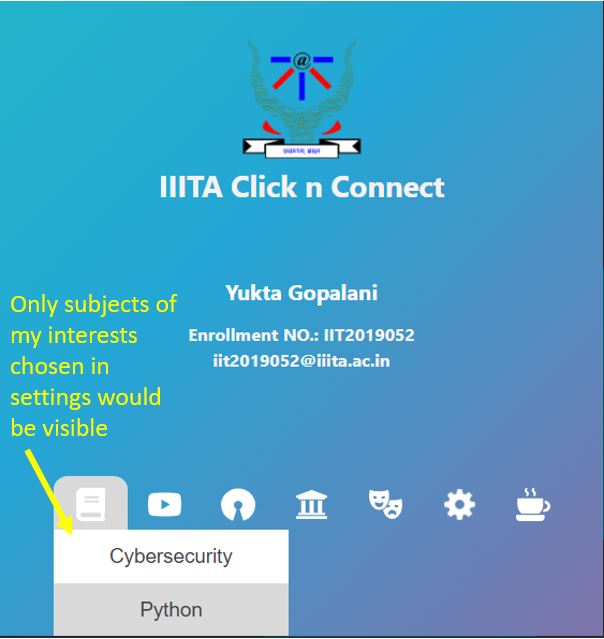 @
IIITA Click n Connect
Yukta Gopalani
Enrollment NO.: IIT2019052
iit2019052@iiita.ac.in
Only subjects of
my interests
chosen in
settings would
be visible
Cybersecurity
Python